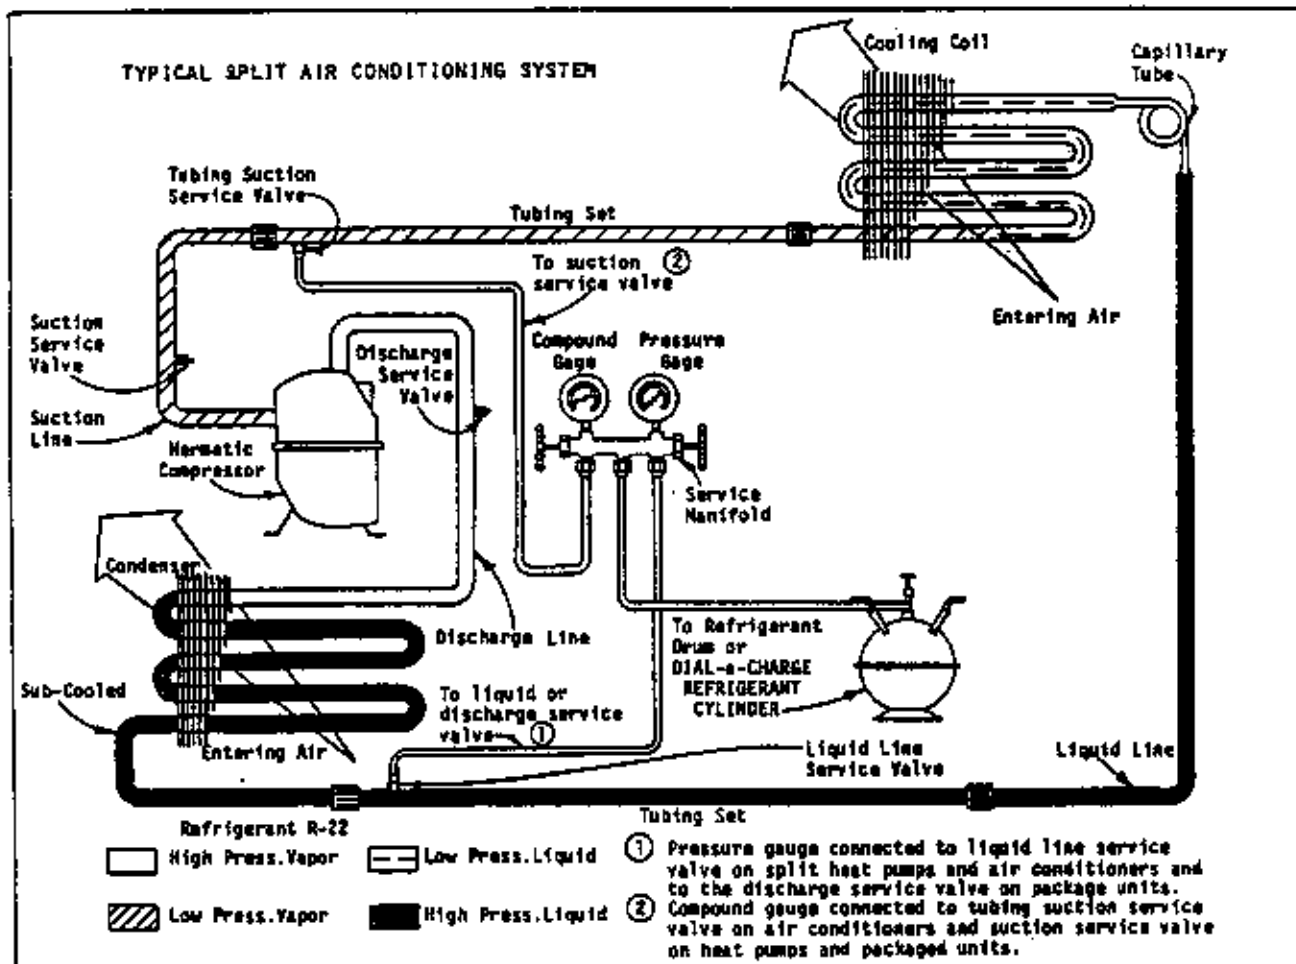 TYPICAL SPLIT AIR CONDITIONING SYSTEM
Cooling Coil
Capillary
Tube
Tubing Suction
Service Valve
Tubing Set
To suction
service valve
②
Entering Air
Suction
Service
Valve
Discharge
Service
Valve
Compound
Gage
Pressure
Gage
Suction
Line
Hermetic
Compressor
Service
Manifold
Condenser
Discharge Line
To Refrigerant
Drum or
DIAL-a-CHARGE
REFRIGERANT
CYLINDER
Sub-Cooled
To liquid or
discharge service
valve
①
Entering Air
Liquid Line
Service Valve
Liquid Line
Tubing Set
Refrigerant R-22
High Press.Vapor
Low Press.Liquid
Low Press.Vapor
High Press.Liquid
① Pressure gauge connected to liquid line service
valve on split heat pumps and air conditioners and
to the discharge service valve on package units.
② Compound gauge connected to tubing suction service
valve on air conditioners and suction service valve
on heat pumps and packaged units.